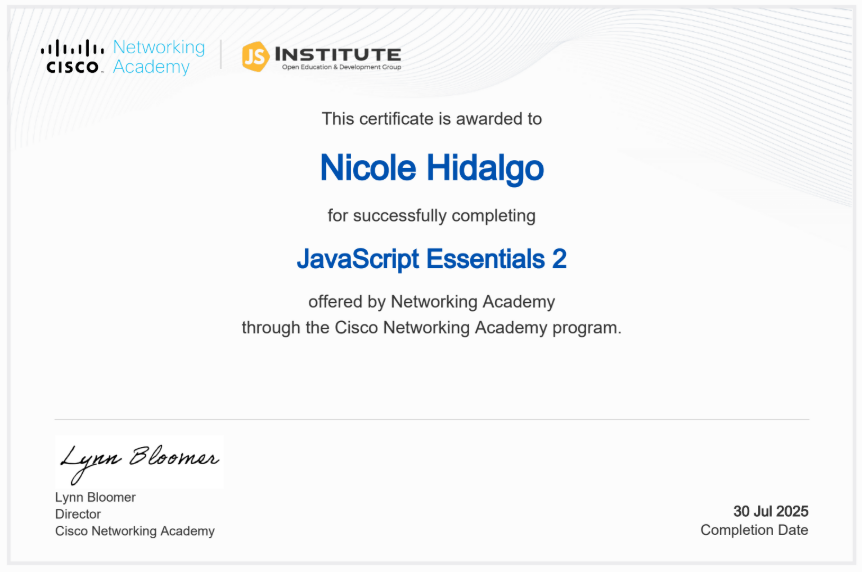 CISCO Networking Academy
JS INSTITUTE
Open Education & Development Group
This certificate is awarded to
Nicole Hidalgo
for successfully completing
JavaScript Essentials 2
offered by Networking Academy
through the Cisco Networking Academy program.
Lynn Bloomer
Lynn Bloomer
Director
Cisco Networking Academy
30 Jul 2025
Completion Date